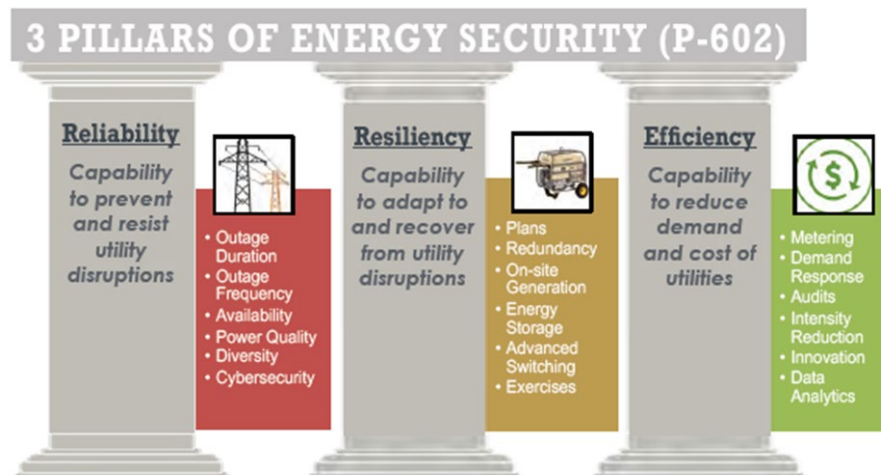 3 PILLARS OF ENERGY SECURITY (P-602)
Reliability
Capability
to prevent
and resist
utility
disruptions
• Outage
Duration
• Outage
Frequency
• Availability
• Power Quality
• Diversity
• Cybersecurity
Resiliency
Capability
to adapt to
and recover
from utility
disruptions
• Plans
• Redundancy
• On-site
Generation
• Energy
Storage
• Advanced
Switching
• Exercises
Efficiency
Capability
to reduce
demand
and cost of
utilities
$
• Metering
• Demand
Response
• Audits
• Intensity
Reduction
• Innovation
• Data
Analytics